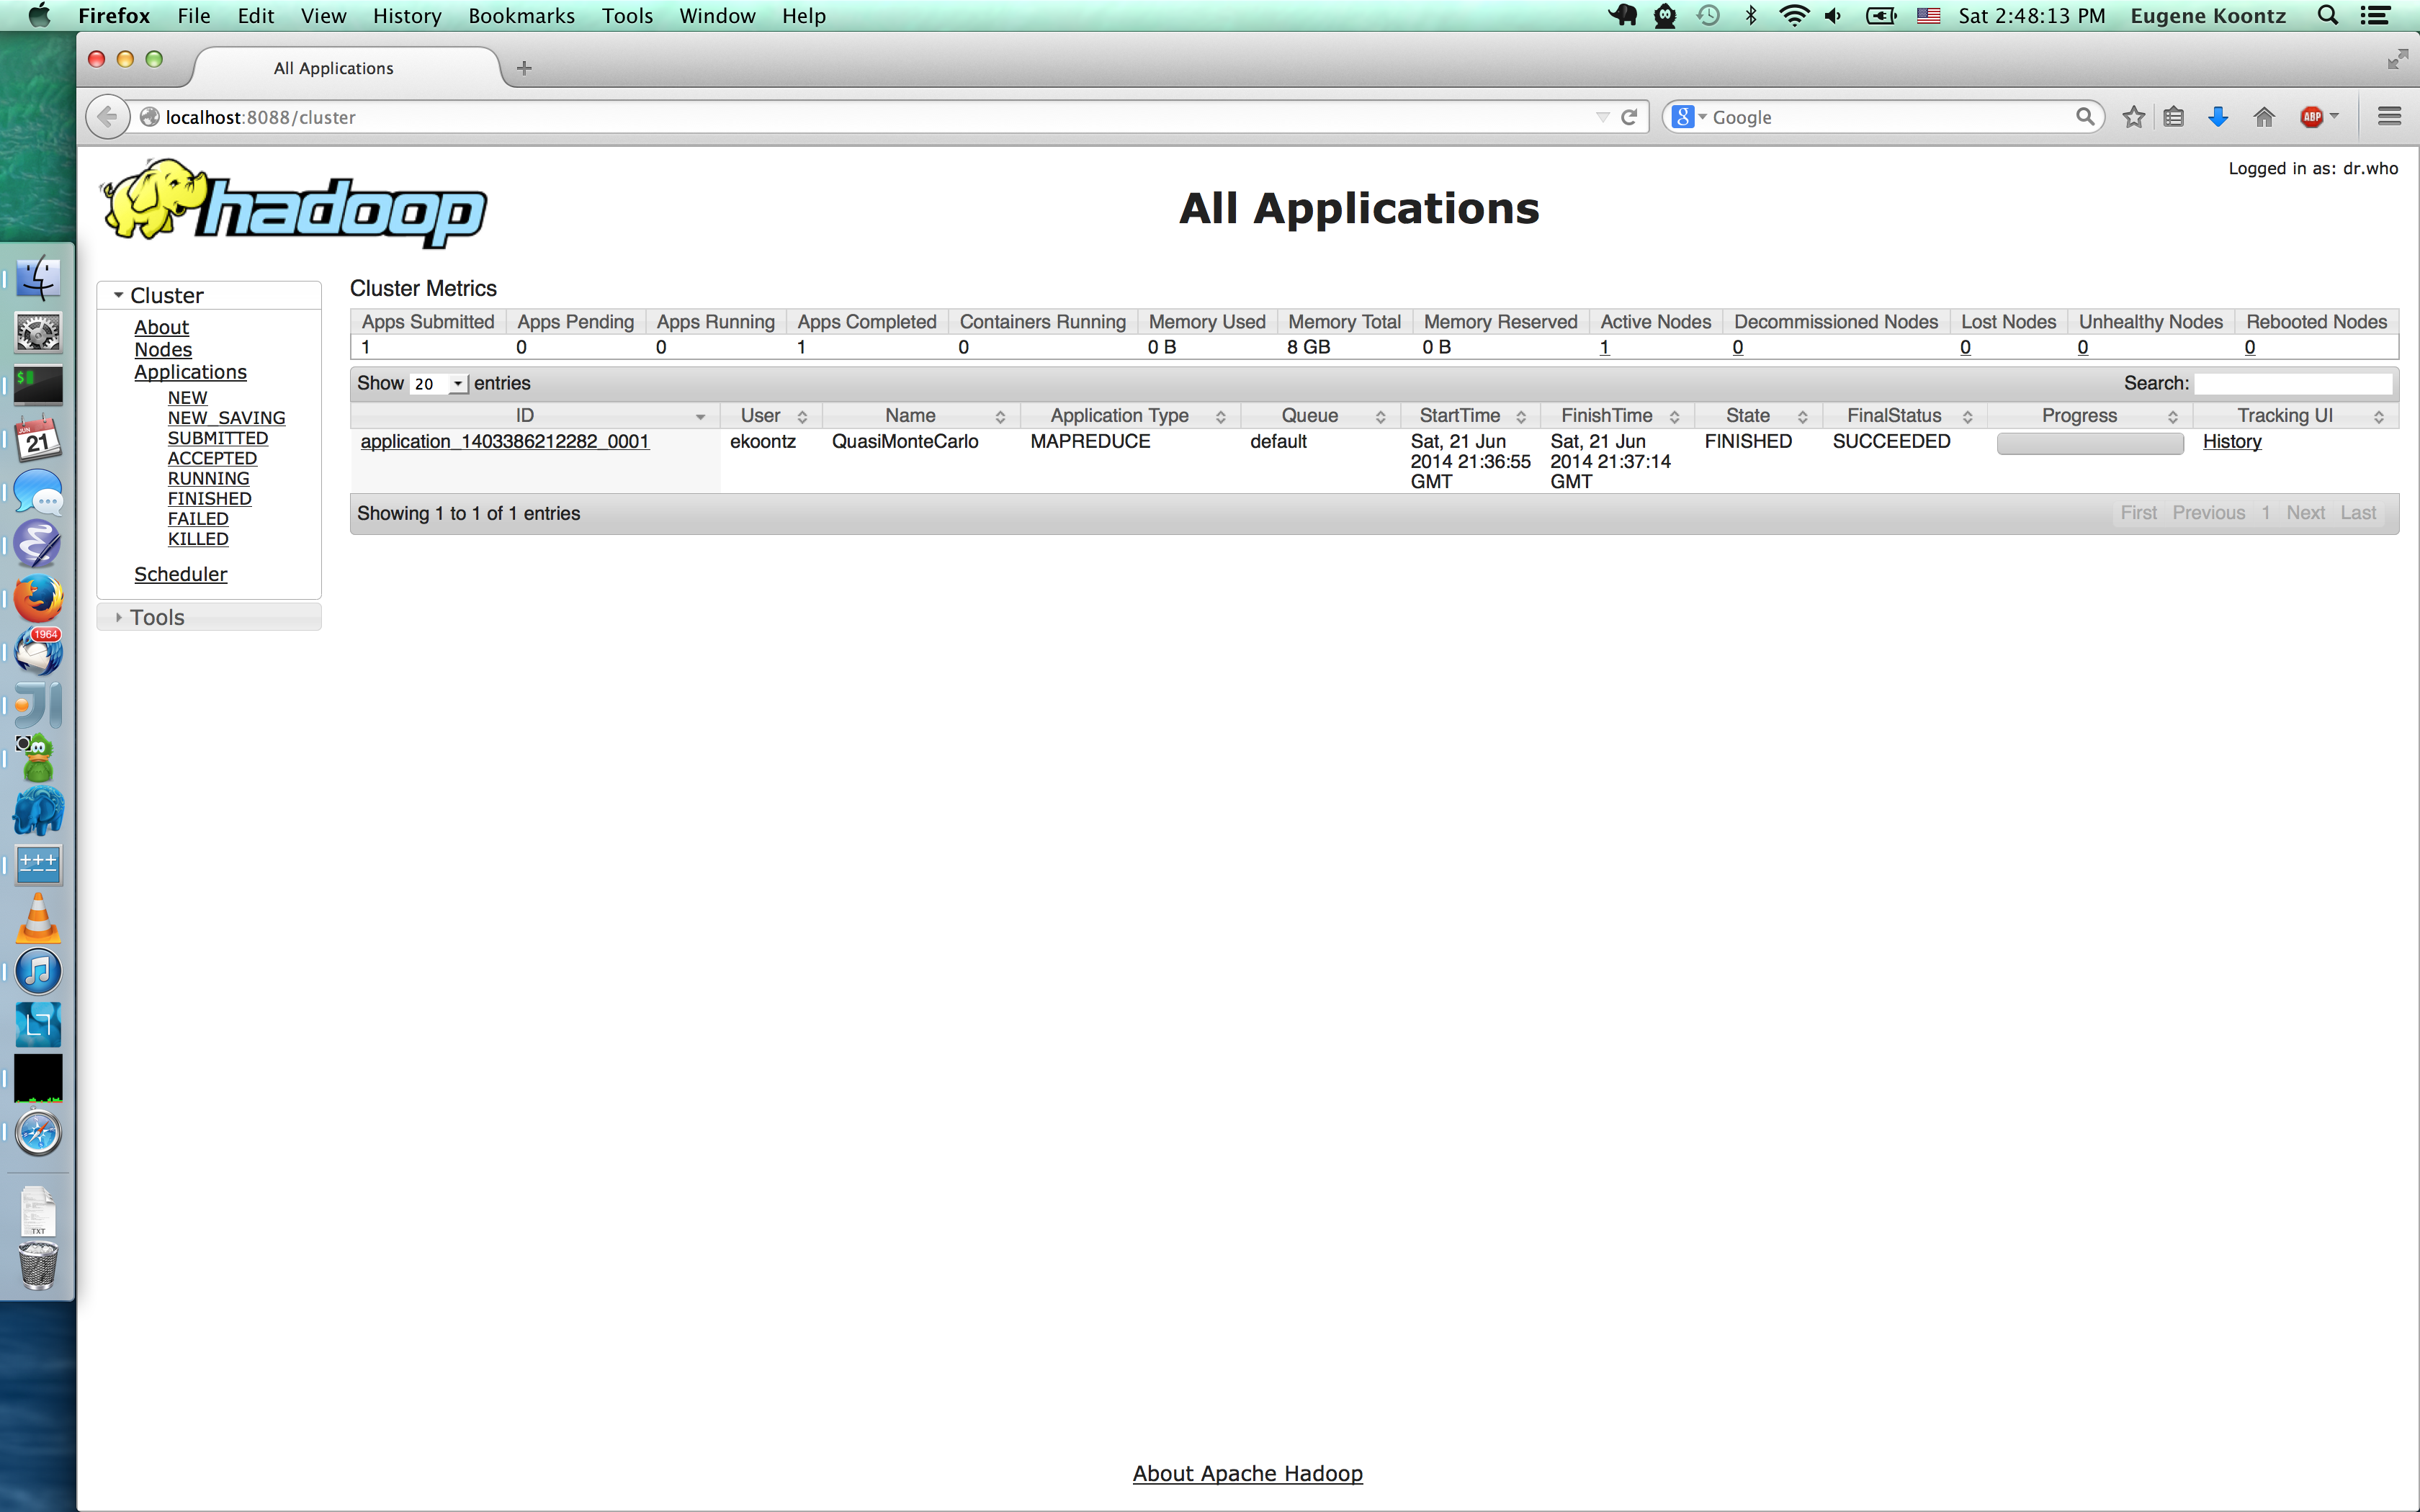 Firefox File Edit View History Bookmarks Tools Window Help Sat 2:48:13 PM Eugene Koontz
All Applications
localhost:8088/cluster
Google
ABP
hadoop
All Applications
Logged in as: dr.who
Cluster
About
Nodes
Applications
NEW
NEW_SAVING
SUBMITTED
ACCEPTED
RUNNING
FINISHED
FAILED
KILLED
Scheduler
Tools
Cluster Metrics
Apps Submitted Apps Pending Apps Running Apps Completed Containers Running Memory Used Memory Total Memory Reserved Active Nodes Decommissioned Nodes Lost Nodes Unhealthy Nodes Rebooted Nodes
1 0 0 1 0 0 B 8 GB 0 B 1 0 0 0 0
Show 20 entries Search:
ID User Name Application Type Queue StartTime FinishTime State FinalStatus Progress Tracking UI
application_1403386212282_0001 ekoontz QuasiMonteCarlo MAPREDUCE default Sat, 21 Jun Sat, 21 Jun FINISHED SUCCEEDED History
2014 21:36:55 2014 21:37:14
GMT GMT
Showing 1 to 1 of 1 entries First Previous 1 Next Last
JUN
21
1964
TXT
About Apache Hadoop